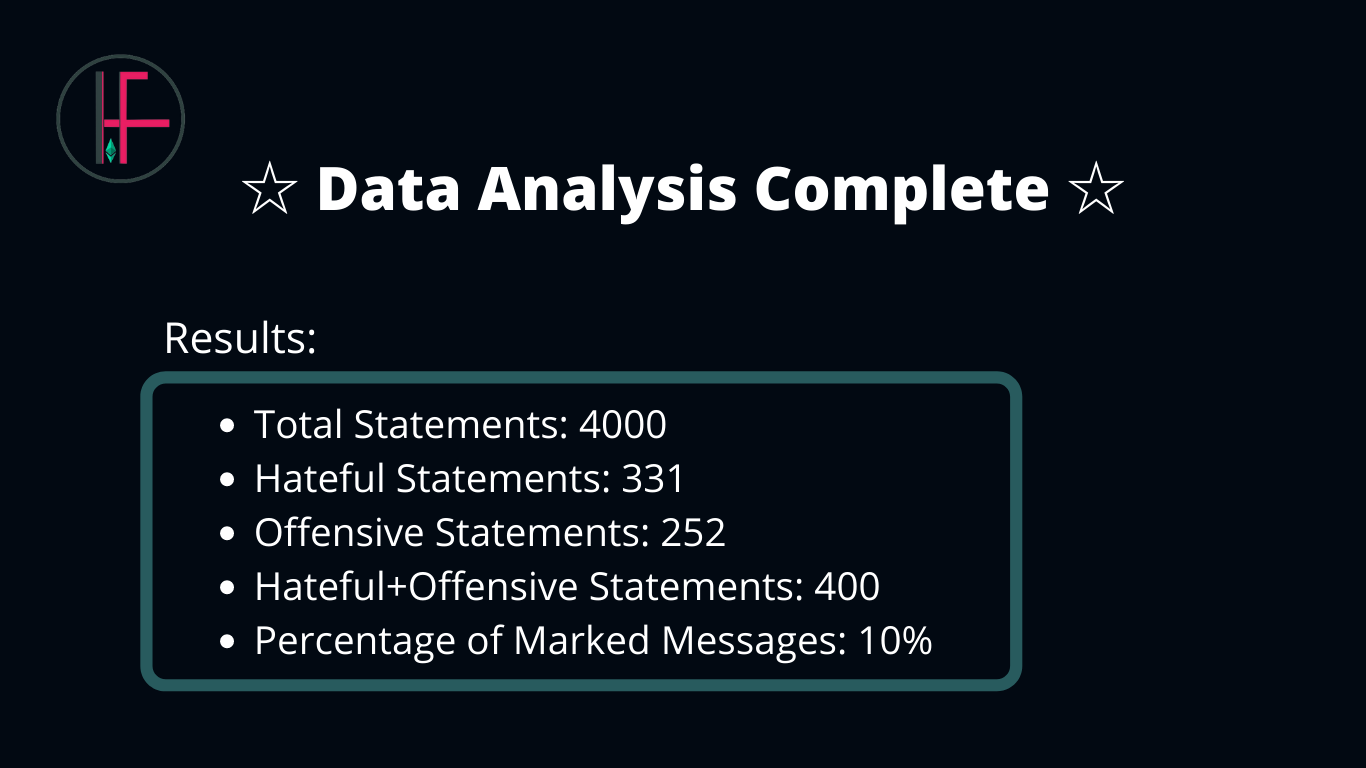 ☆ Data Analysis Complete ☆
Results:
• Total Statements: 4000
• Hateful Statements: 331
• Offensive Statements: 252
• Hateful+Offensive Statements: 400
• Percentage of Marked Messages: 10%